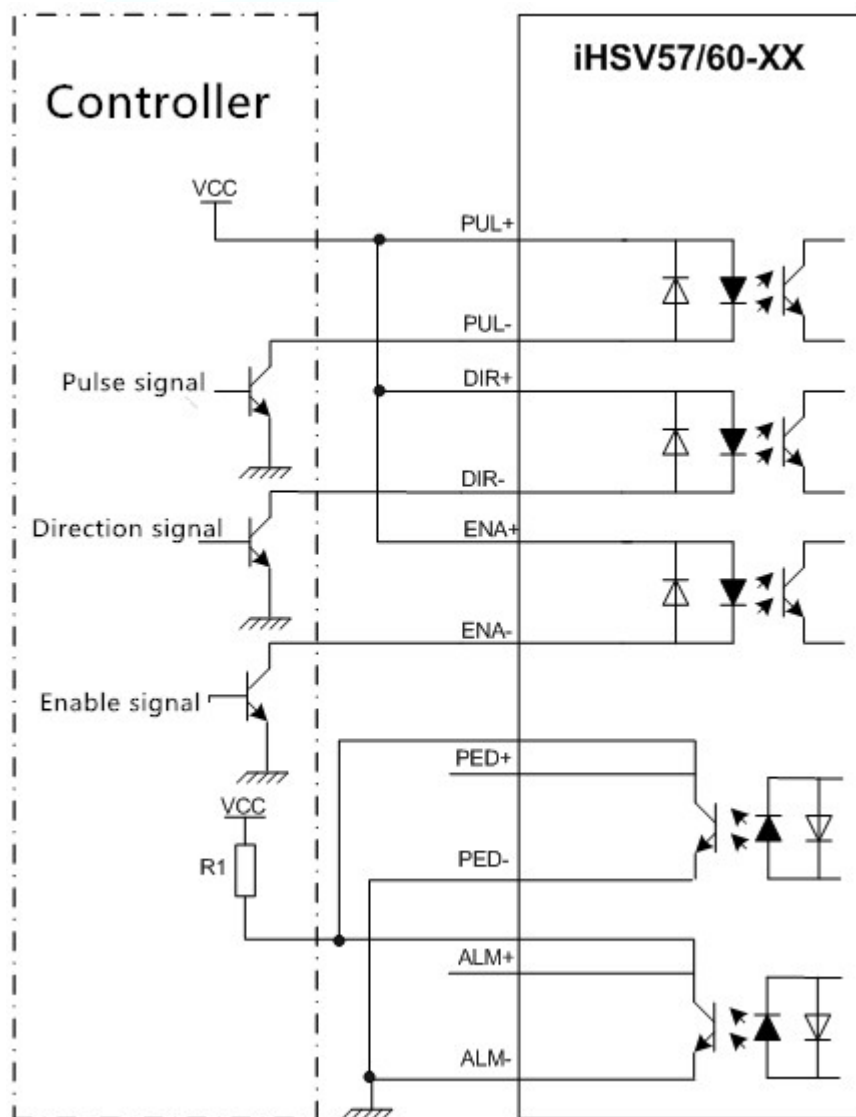 iHSV57/60-XX
Controller
VCC
PUL+
PUL-
Pulse signal
DIR+
DIR-
Direction signal
ENA+
ENA-
Enable signal
PED+
VCC
R1
PED-
ALM+
ALM-